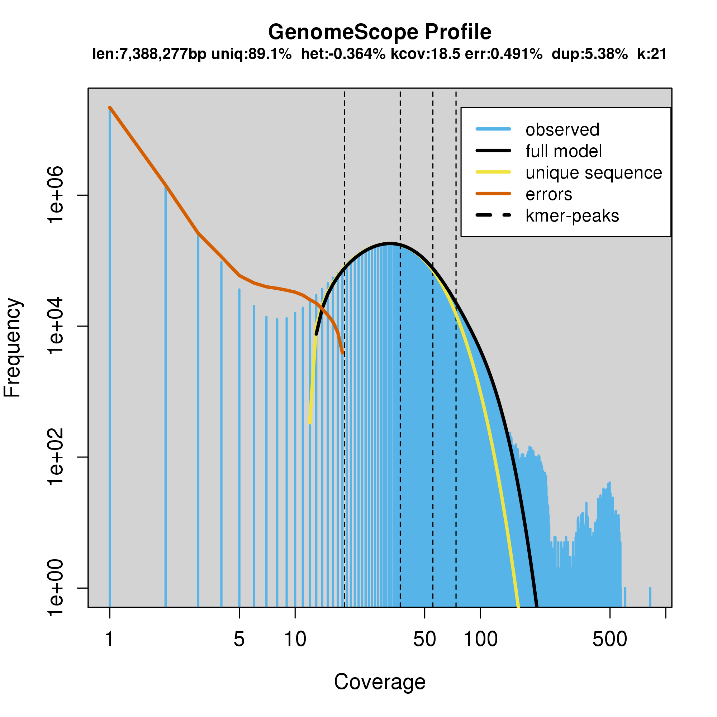 GenomeScope Profile
len:7,388,277bp uniq:89.1% het:-0.364% kcov:18.5 err:0.491% dup:5.38% k:21
observed
full model
unique sequence
errors
kmer-peaks
Frequency
1e+06
1e+04
1e+02
1e+00
1 5 10 50 100 500
Coverage